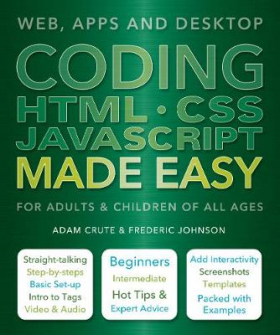 WEB, APPS AND DESKTOP
CODING
HTML • CSS
JAVASCRIPT
MADE EASY
FOR ADULTS & CHILDREN OF ALL AGES
ADAM CRUTE & FREDERIC JOHNSON
Straight-talking
Step-by-steps
Basic Set-up
Intro to Tags
Video & Audio
Beginners
Intermediate
Hot Tips &
Expert Advice
Add Interactivity
Screenshots
Templates
Packed with
Examples